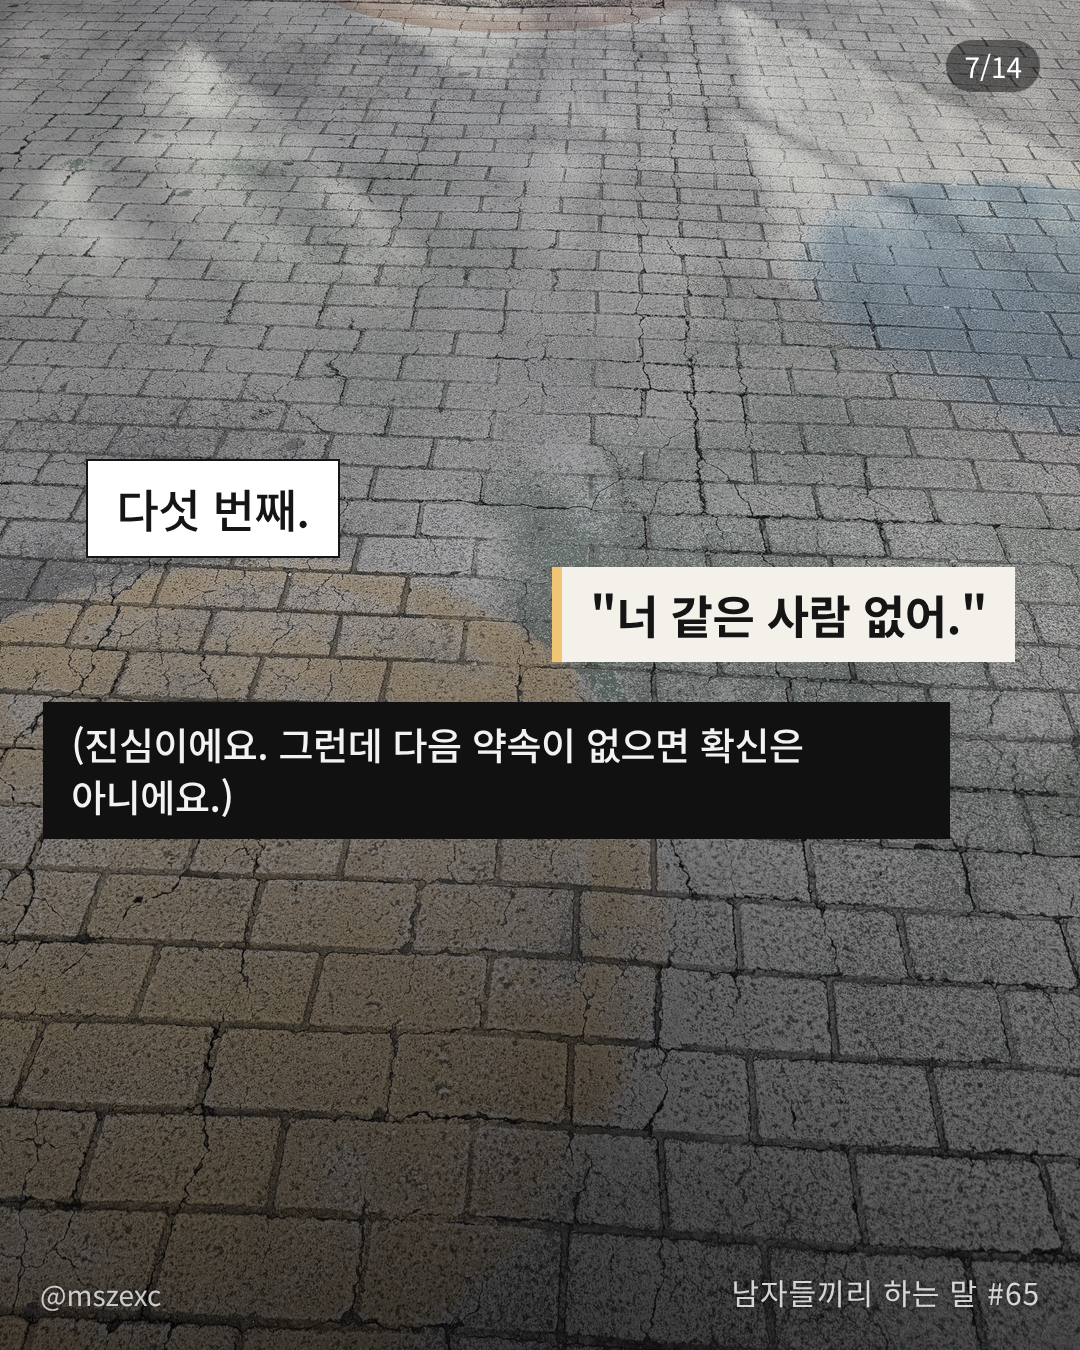 7/14
다섯 번째.
"너 같은 사람 없어."
(진심이에요. 그런데 다음 약속이 없으면 확신은
아니에요.)
@mszexc
남자들끼리 하는 말 #65